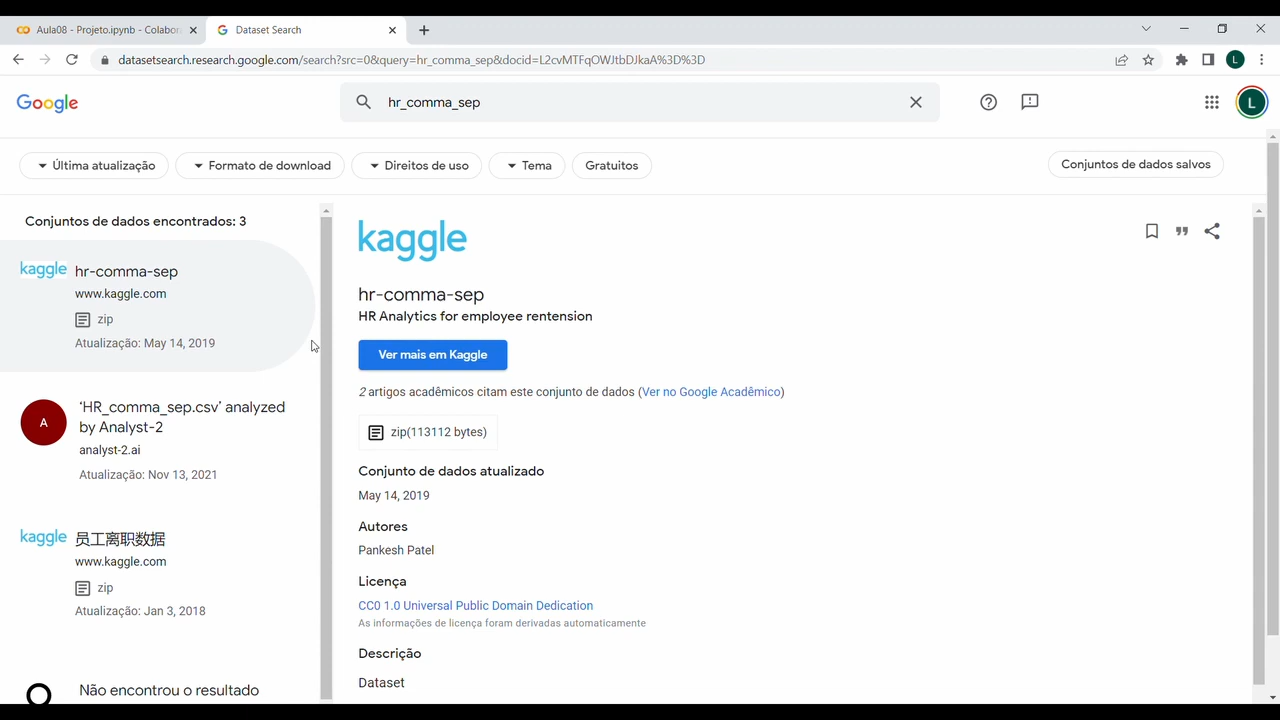 Aula08 - Projeto.ipynb - Colabor
Dataset Search
datasetsearch.research.google.com/search?src=0&query=hr_comma_sep&docid=L2cvMTFqOWJtbDJkaA%3D%3D
L
Google
hr_comma_sep
L
Última atualização
Formato de download
Direitos de uso
Tema
Gratuitos
Conjuntos de dados salvos
Conjuntos de dados encontrados: 3
kaggle
hr-comma-sep
www.kaggle.com
zip
Atualização: May 14, 2019
A
‘HR_comma_sep.csv’ analyzed
by Analyst-2
analyst-2.ai
Atualização: Nov 13, 2021
kaggle
员工离职数据
www.kaggle.com
zip
Atualização: Jan 3, 2018
Não encontrou o resultado
kaggle
hr-comma-sep
HR Analytics for employee rentension
Ver mais em Kaggle
2 artigos acadêmicos citam este conjunto de dados (Ver no Google Acadêmico)
zip(113112 bytes)
Conjunto de dados atualizado
May 14, 2019
Autores
Pankesh Patel
Licença
CC0 1.0 Universal Public Domain Dedication
As informações de licença foram derivadas automaticamente
Descrição
Dataset